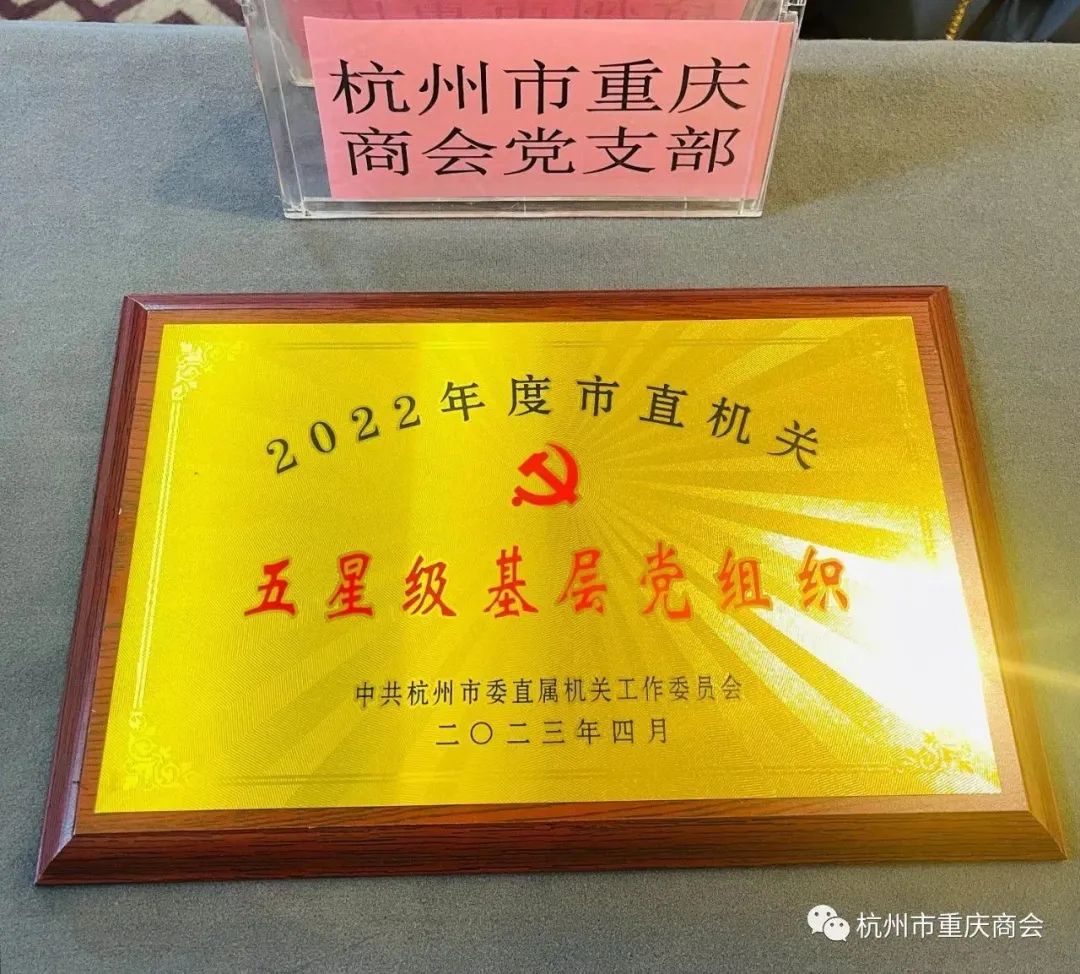 杭州市重庆
商会党支部
2022年度市直机关
五星级基层党组织
中共杭州市委直属机关工作委员会
二〇二三年四月
杭州市重庆商会